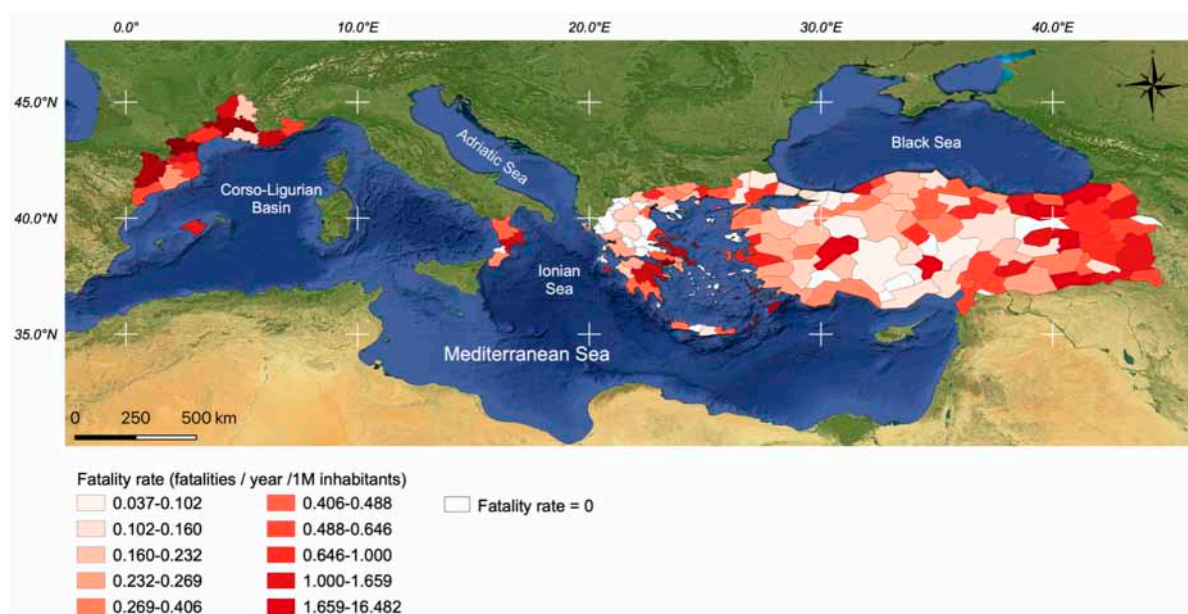 0.0° 10.0°E 20.0°E 30.0°E 40.0°E
45.0°N
Adriatic Sea
Black Sea
Corso-Ligurian
Basin
40.0°N
Ionian
Sea
35.0°N
Mediterranean Sea
0 250 500 km
Fatality rate (fatalities / year /1M inhabitants)
0.037-0.102 0.406-0.488 Fatality rate = 0
0.102-0.160 0.488-0.646
0.160-0.232 0.646-1.000
0.232-0.269 1.000-1.659
0.269-0.406 1.659-16.482